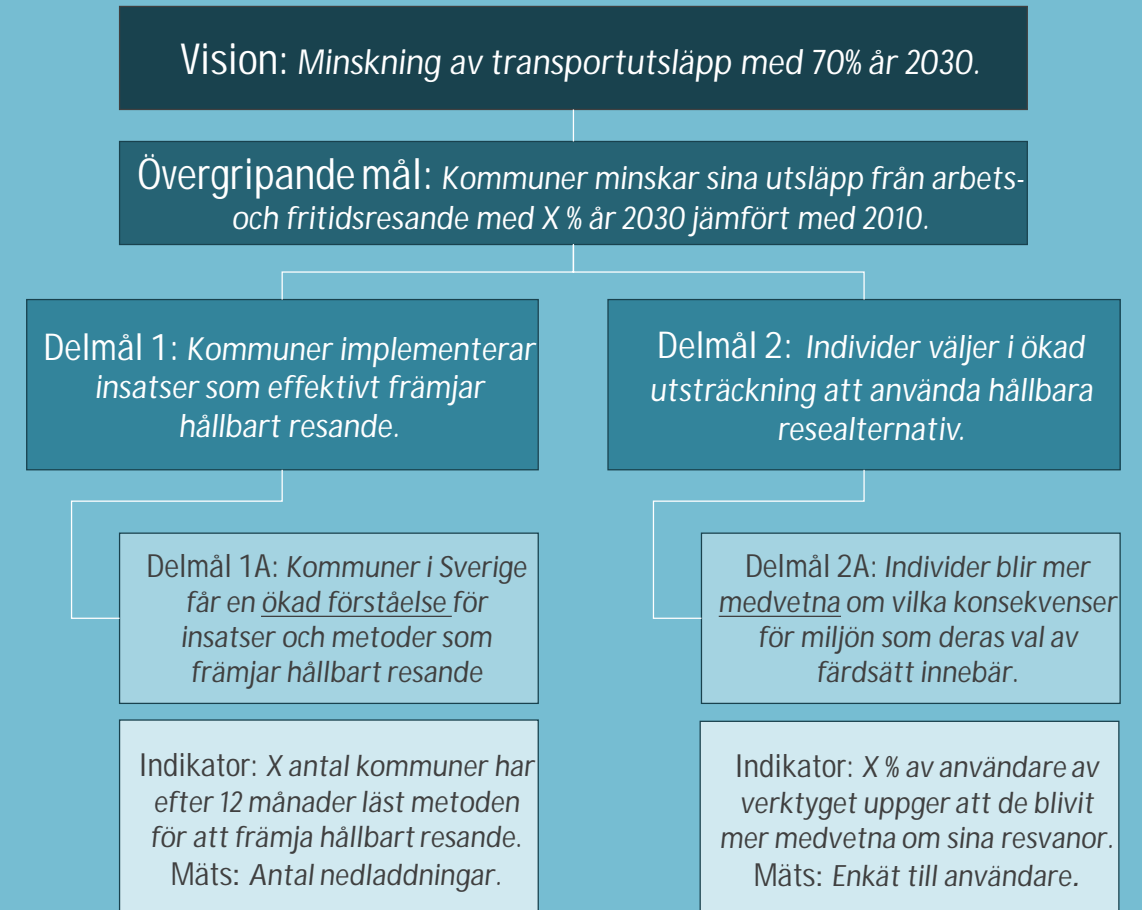 Vision: Minskning av transportutsläpp med 70% år 2030.
Övergripande mål: Kommuner minskar sina utsläpp från arbets-
och fritidsresande med X % år 2030 jämfört med 2010.
Delmål 1: Kommuner implementerar
insatser som effektivt främjar
hållbart resande.
Delmål 2: Individer väljer i ökad
utsträckning att använda hållbara
resealternativ.
Delmål 1A: Kommuner i Sverige
får en ökad förståelse för
insatser och metoder som
främjar hållbart resande
Delmål 2A: Individer blir mer
medvetna om vilka konsekvenser
för miljön som deras val av
färdsätt innebär.
Indikator: X antal kommuner har
efter 12 månader läst metoden
för att främja hållbart resande.
Mäts: Antal nedladdningar.
Indikator: X % av användare av
verktyget uppger att de blivit
mer medvetna om sina resvanor.
Mäts: Enkät till användare.